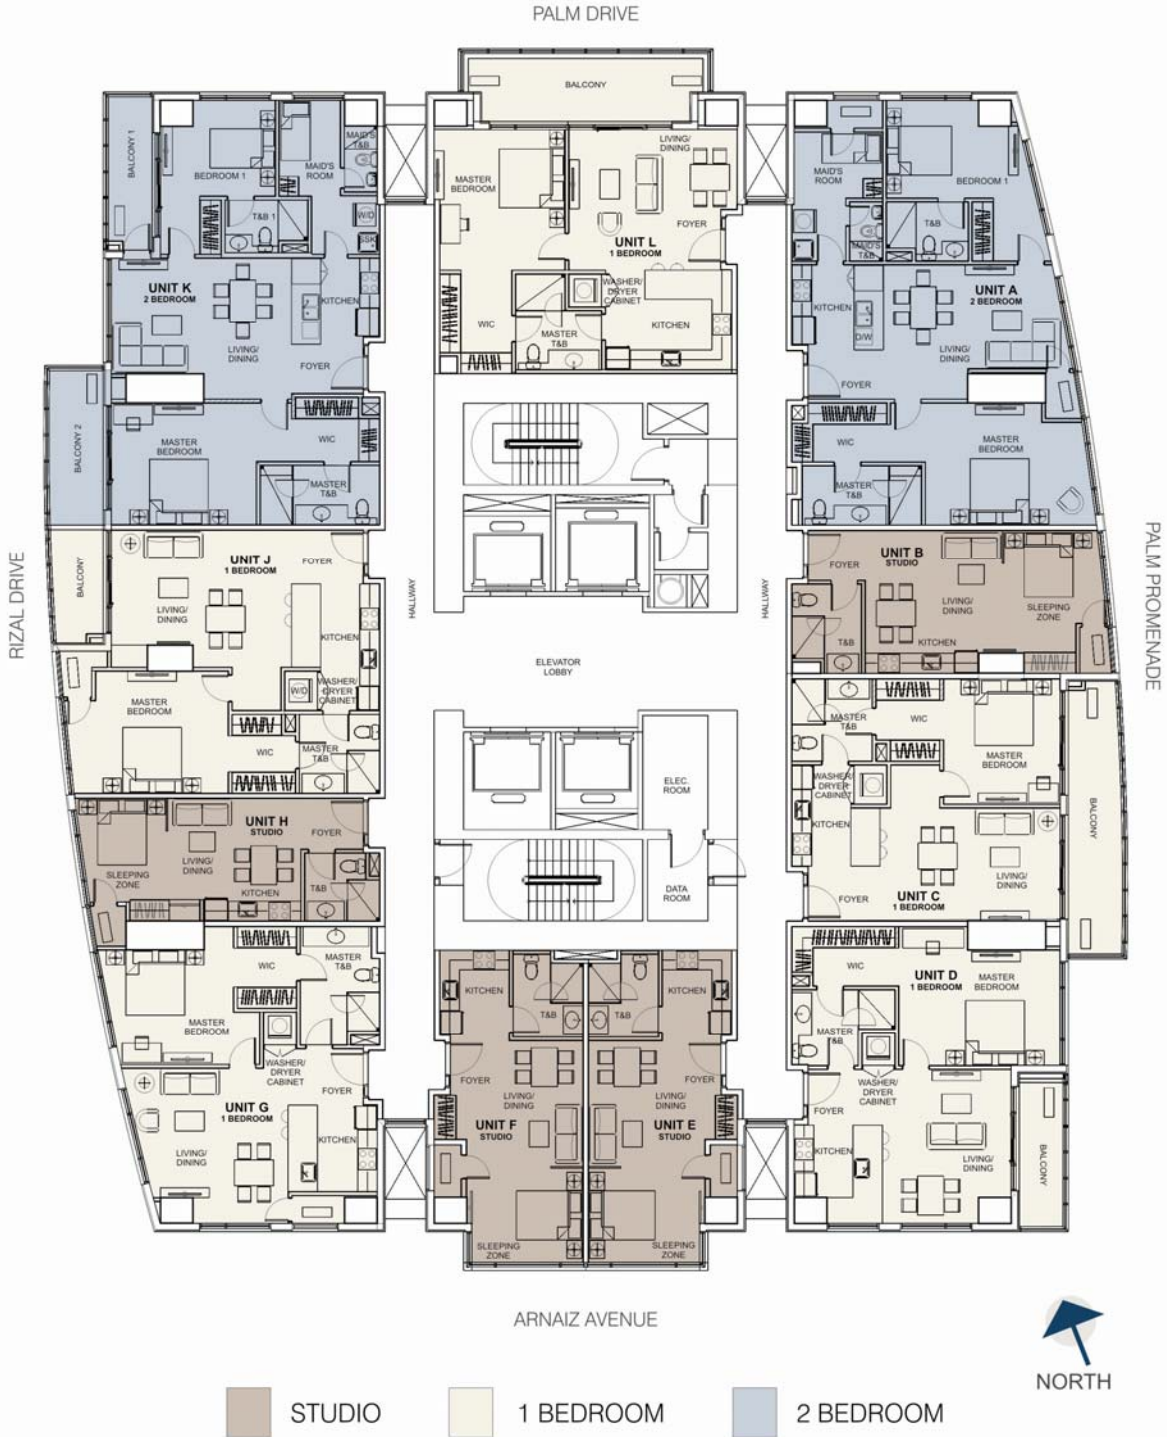 PALM DRIVE
BALCONY
BALCONY 1
BEDROOM 1
MAID'S
ROOM
MAID'S
T&B
T&B 1
W/D
SSK
UNIT K
2 BEDROOM
KITCHEN
LIVING/
DINING
FOYER
BALCONY 2
MASTER
BEDROOM
WIC
MASTER
T&B
MASTER
BEDROOM
LIVING/
DINING
FOYER
UNIT L
1 BEDROOM
WASHER/
DRYER
CABINET
WIC
KITCHEN
MASTER
T&B
MAID'S
ROOM
BEDROOM 1
T&B
MAID'S
T&B
UNIT A
2 BEDROOM
KITCHEN
D/W
LIVING/
DINING
FOYER
WIC
MASTER
BEDROOM
MASTER
T&B
RIZAL DRIVE
BALCONY
UNIT J
1 BEDROOM
FOYER
LIVING/
DINING
KITCHEN
W/D
WASHER/
DRYER
CABINET
MASTER
BEDROOM
WIC
MASTER
T&B
HALLWAY
ELEVATOR
LOBBY
HALLWAY
UNIT B
STUDIO
FOYER
LIVING/
DINING
SLEEPING
ZONE
T&B
KITCHEN
PALM PROMENADE
MASTER
T&B
WIC
MASTER
BEDROOM
WASHER/
DRYER
CABINET
KITCHEN
BALCONY
LIVING/
DINING
UNIT C
1 BEDROOM
FOYER
ELEC.
ROOM
DATA
ROOM
UNIT H
STUDIO
FOYER
LIVING/
DINING
SLEEPING
ZONE
KITCHEN
T&B
WIC
MASTER
T&B
MASTER
BEDROOM
WASHER/
DRYER
CABINET
FOYER
UNIT G
1 BEDROOM
KITCHEN
LIVING/
DINING
KITCHEN
T&B
FOYER
LIVING/
DINING
UNIT F
STUDIO
SLEEPING
ZONE
T&B
KITCHEN
FOYER
LIVING/
DINING
UNIT E
STUDIO
SLEEPING
ZONE
WIC
UNIT D
1 BEDROOM
MASTER
BEDROOM
MASTER
T&B
WASHER/
DRYER
CABINET
FOYER
KITCHEN
LIVING/
DINING
BALCONY
ARNAIZ AVENUE
NORTH
STUDIO
1 BEDROOM
2 BEDROOM